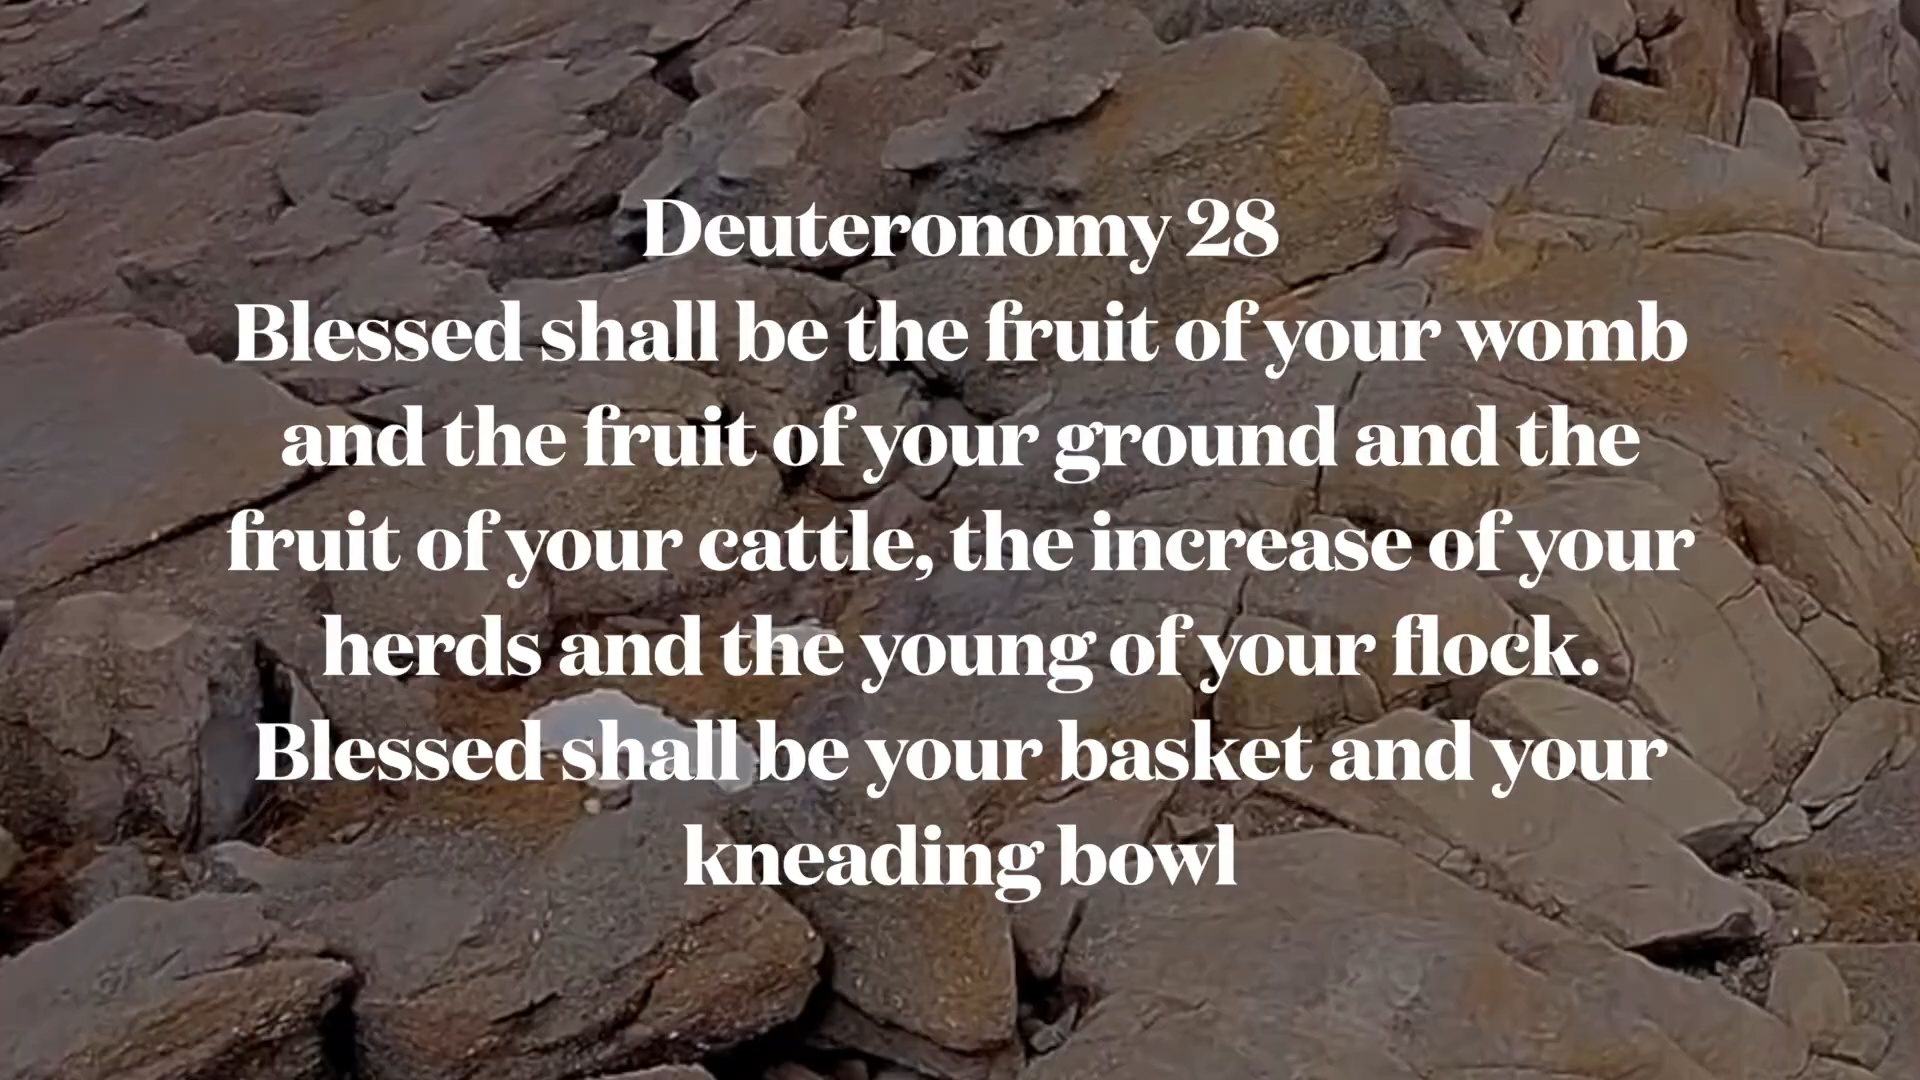 Deuteronomy 28
Blessed shall be the fruit of your womb
and the fruit of your ground and the
fruit of your cattle, the increase of your
herds and the young of your flock.
Blessed shall be your basket and your
kneading bowl